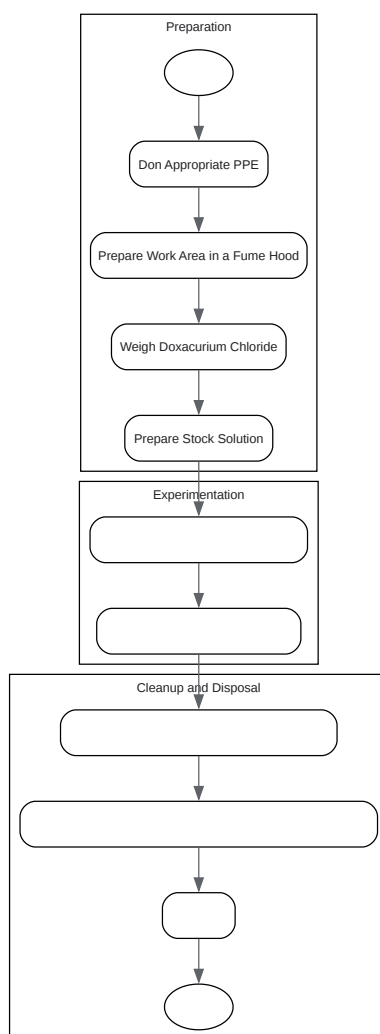 Preparation
Don Appropriate PPE
Prepare Work Area in a Fume Hood
Weigh Doxacurium Chloride
Prepare Stock Solution
Experimentation
Cleanup and Disposal